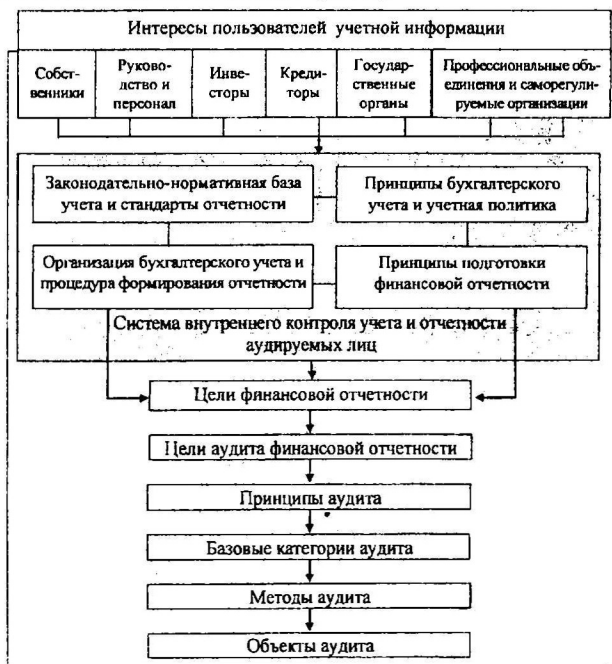 Интересы пользователей учетной информации
Собст-
венники
Руково-
дство и
персонал
Инве-
сторы
Креди-
торы
Государ-
ственные
органы
Профессиональные объ-
единения и саморегули-
руемые организации
Законодательно-нормативная база
учета и стандарты отчетности
Принципы бухгалтерского
учета и учетная политика
Организация бухгалтерского учета и
процедура формирования отчетности
Принципы подготовки
финансовой отчетности
Система внутреннего контроля учета и отчетности
аудируемых лиц
Цели финансовой отчетности
Цели аудита финансовой отчетности
Принципы аудита
Базовые категории аудита
Методы аудита
Объекты аудита